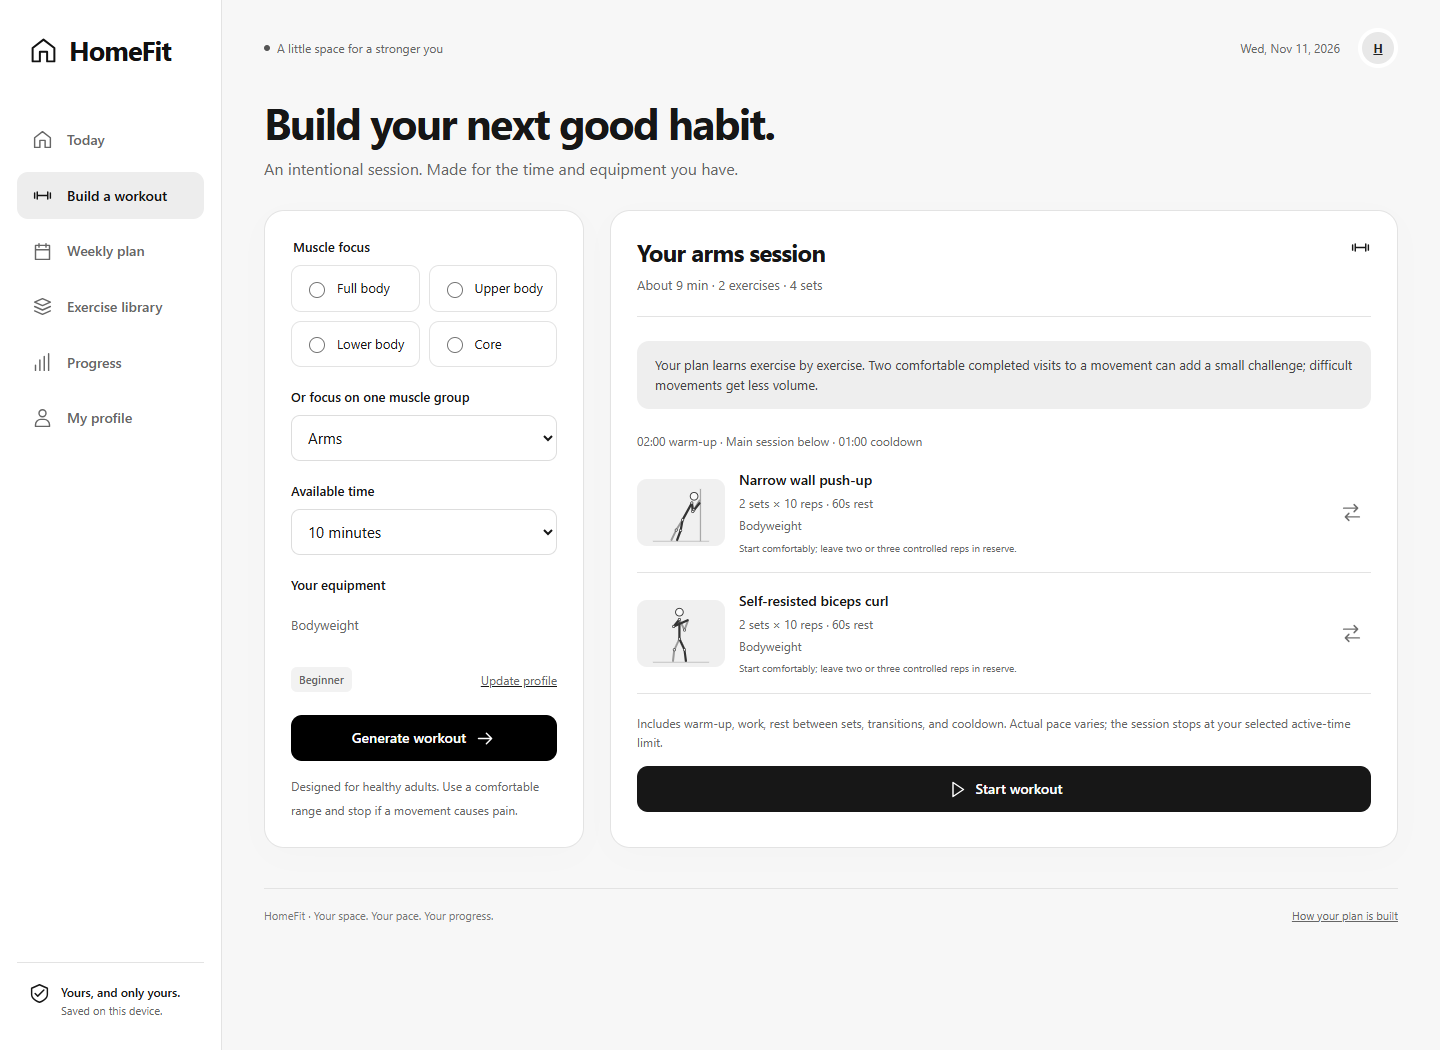 HomeFit
Today
Build a workout
Weekly plan
Exercise library
Progress
My profile
Yours, and only yours.
Saved on this device.
A little space for a stronger you
Wed, Nov 11, 2026
H
Build your next good habit.
An intentional session. Made for the time and equipment you have.
Muscle focus
Full body
Upper body
Lower body
Core
Or focus on one muscle group
Arms
Available time
10 minutes
Your equipment
Bodyweight
Beginner
Update profile
Generate workout
Designed for healthy adults. Use a comfortable
range and stop if a movement causes pain.
Your arms session
About 9 min · 2 exercises · 4 sets
Your plan learns exercise by exercise. Two comfortable completed visits to a movement can add a small challenge; difficult
movements get less volume.
02:00 warm-up · Main session below · 01:00 cooldown
Narrow wall push-up
2 sets × 10 reps · 60s rest
Bodyweight
Start comfortably; leave two or three controlled reps in reserve.
Self-resisted biceps curl
2 sets × 10 reps · 60s rest
Bodyweight
Start comfortably; leave two or three controlled reps in reserve.
Includes warm-up, work, rest between sets, transitions, and cooldown. Actual pace varies; the session stops at your selected active-time
limit.
Start workout
HomeFit · Your space. Your pace. Your progress.
How your plan is built